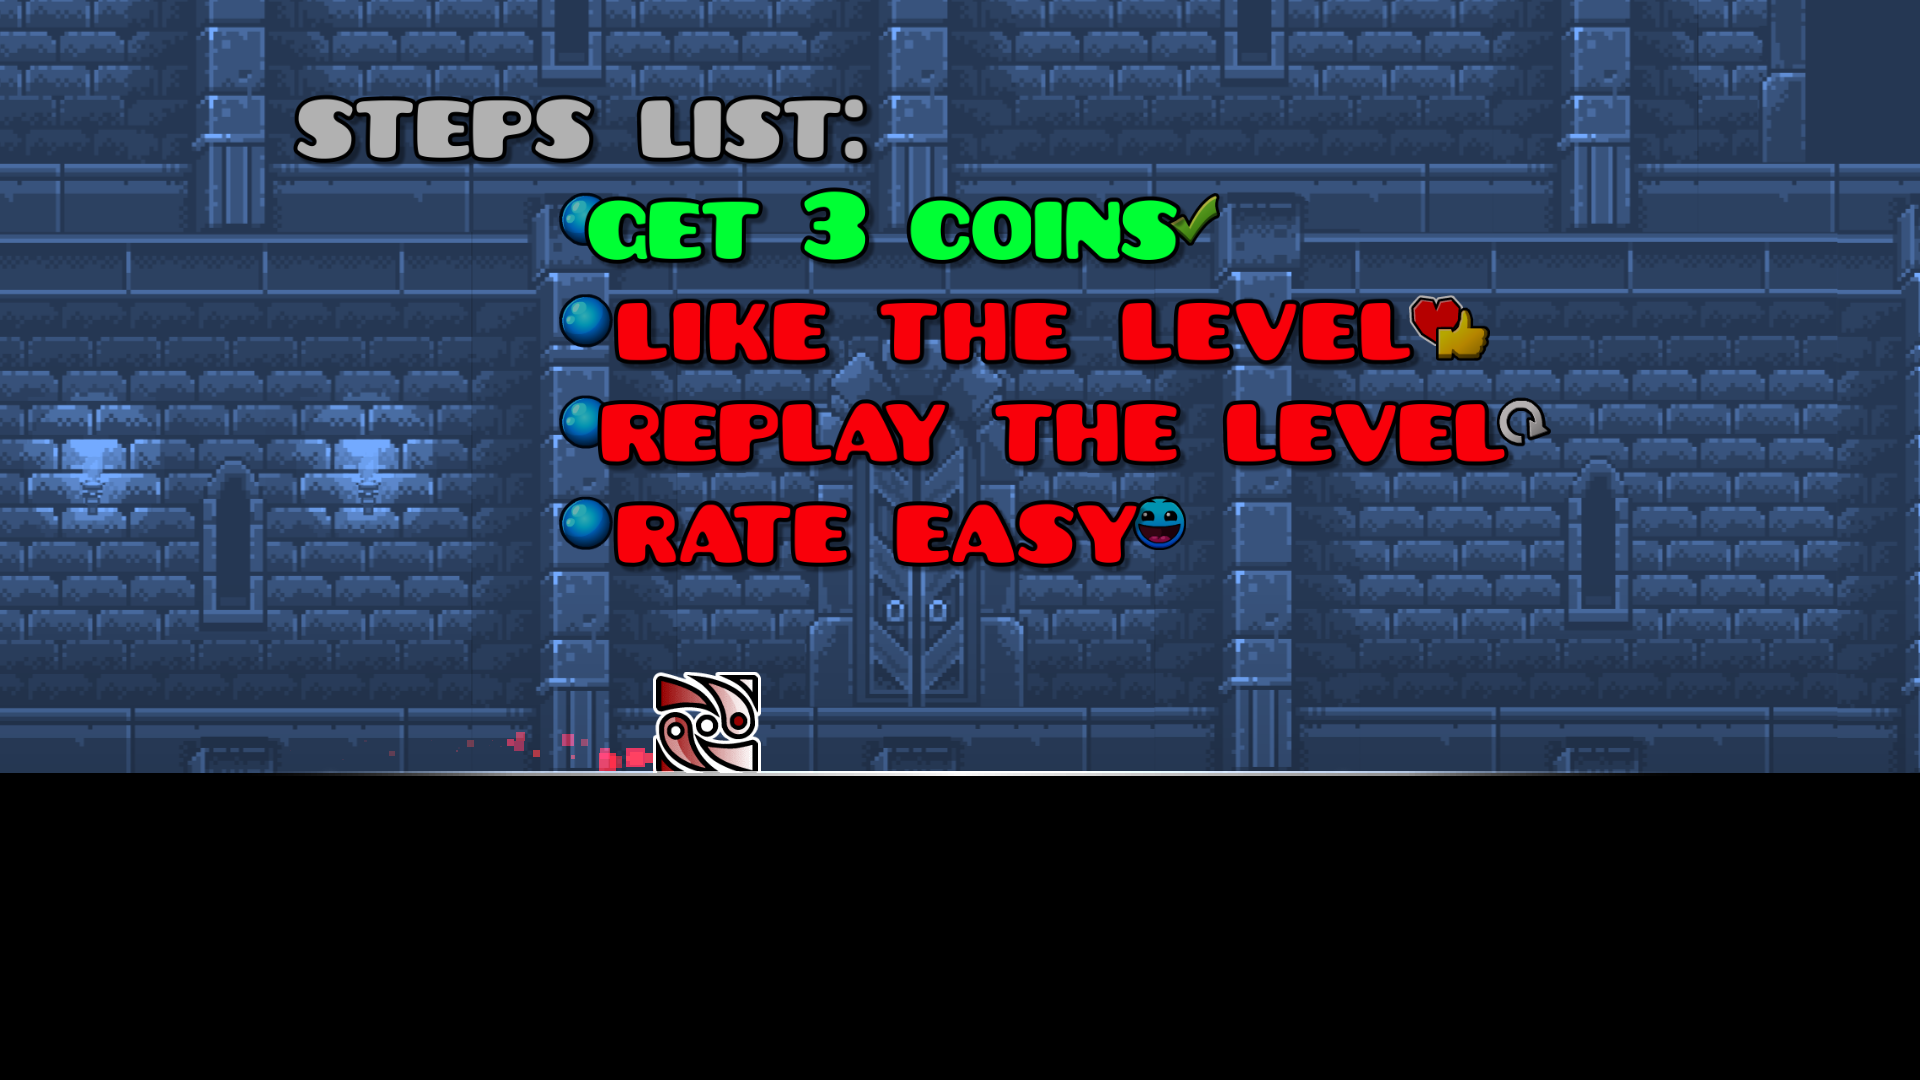 STEPS LIST:
GET 3 COINS
LIKE THE LEVEL
REPLAY THE LEVEL
RATE EASY